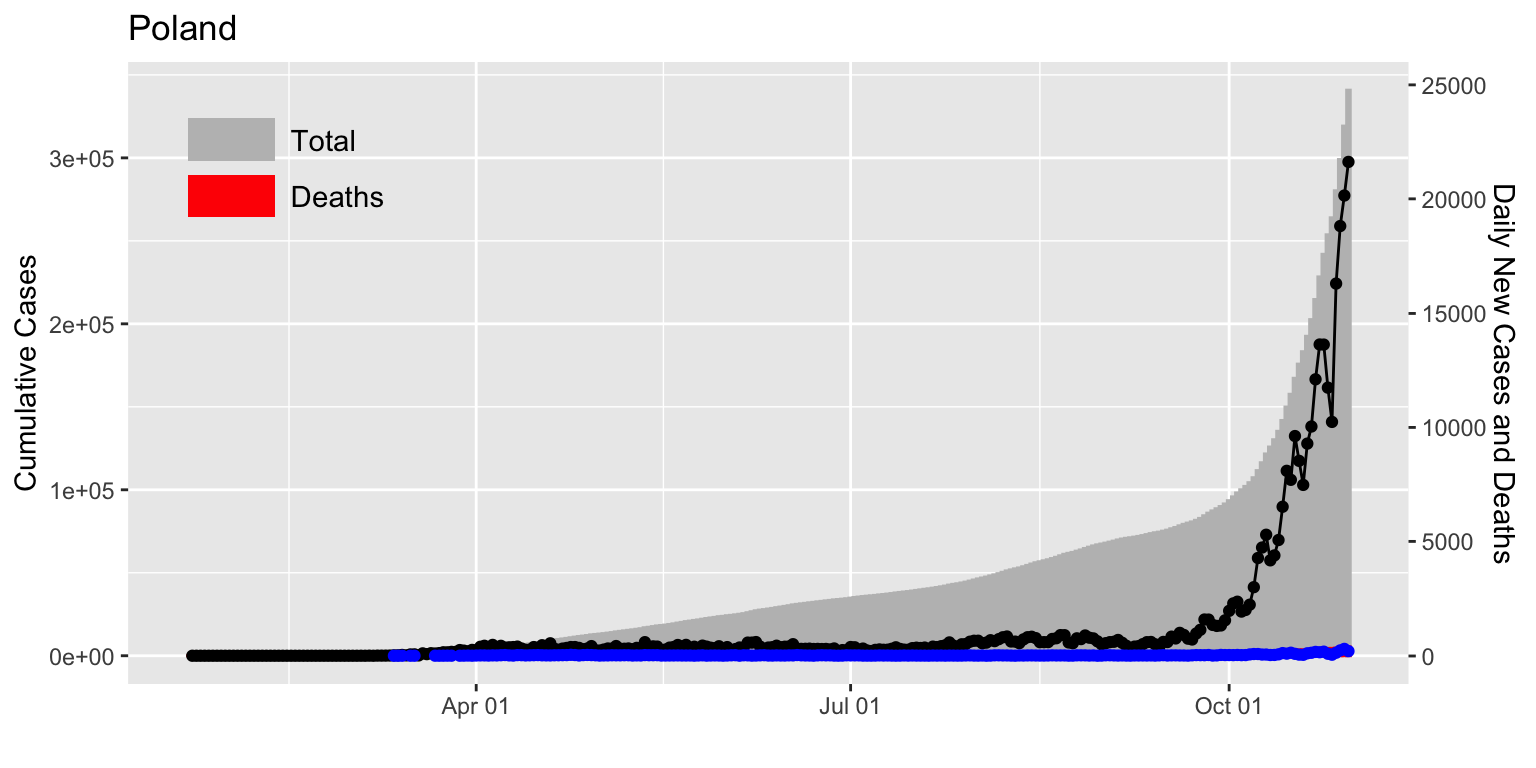 Poland
Total
Deaths
Cumulative Cases
3e+05
2e+05
1e+05
0e+00
25000
20000
15000
10000
5000
0
Daily New Cases and Deaths
Apr 01
Jul 01
Oct 01